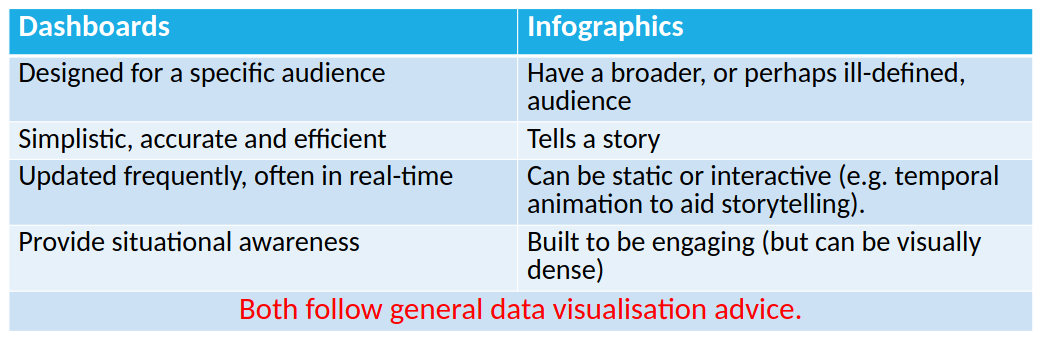 Dashboards
Infographics
Designed for a specific audience
Have a broader, or perhaps ill-defined,
audience
Simplistic, accurate and efficient
Tells a story
Updated frequently, often in real-time
Can be static or interactive (e.g. temporal
animation to aid storytelling).
Provide situational awareness
Built to be engaging (but can be visually
dense)
Both follow general data visualisation advice.